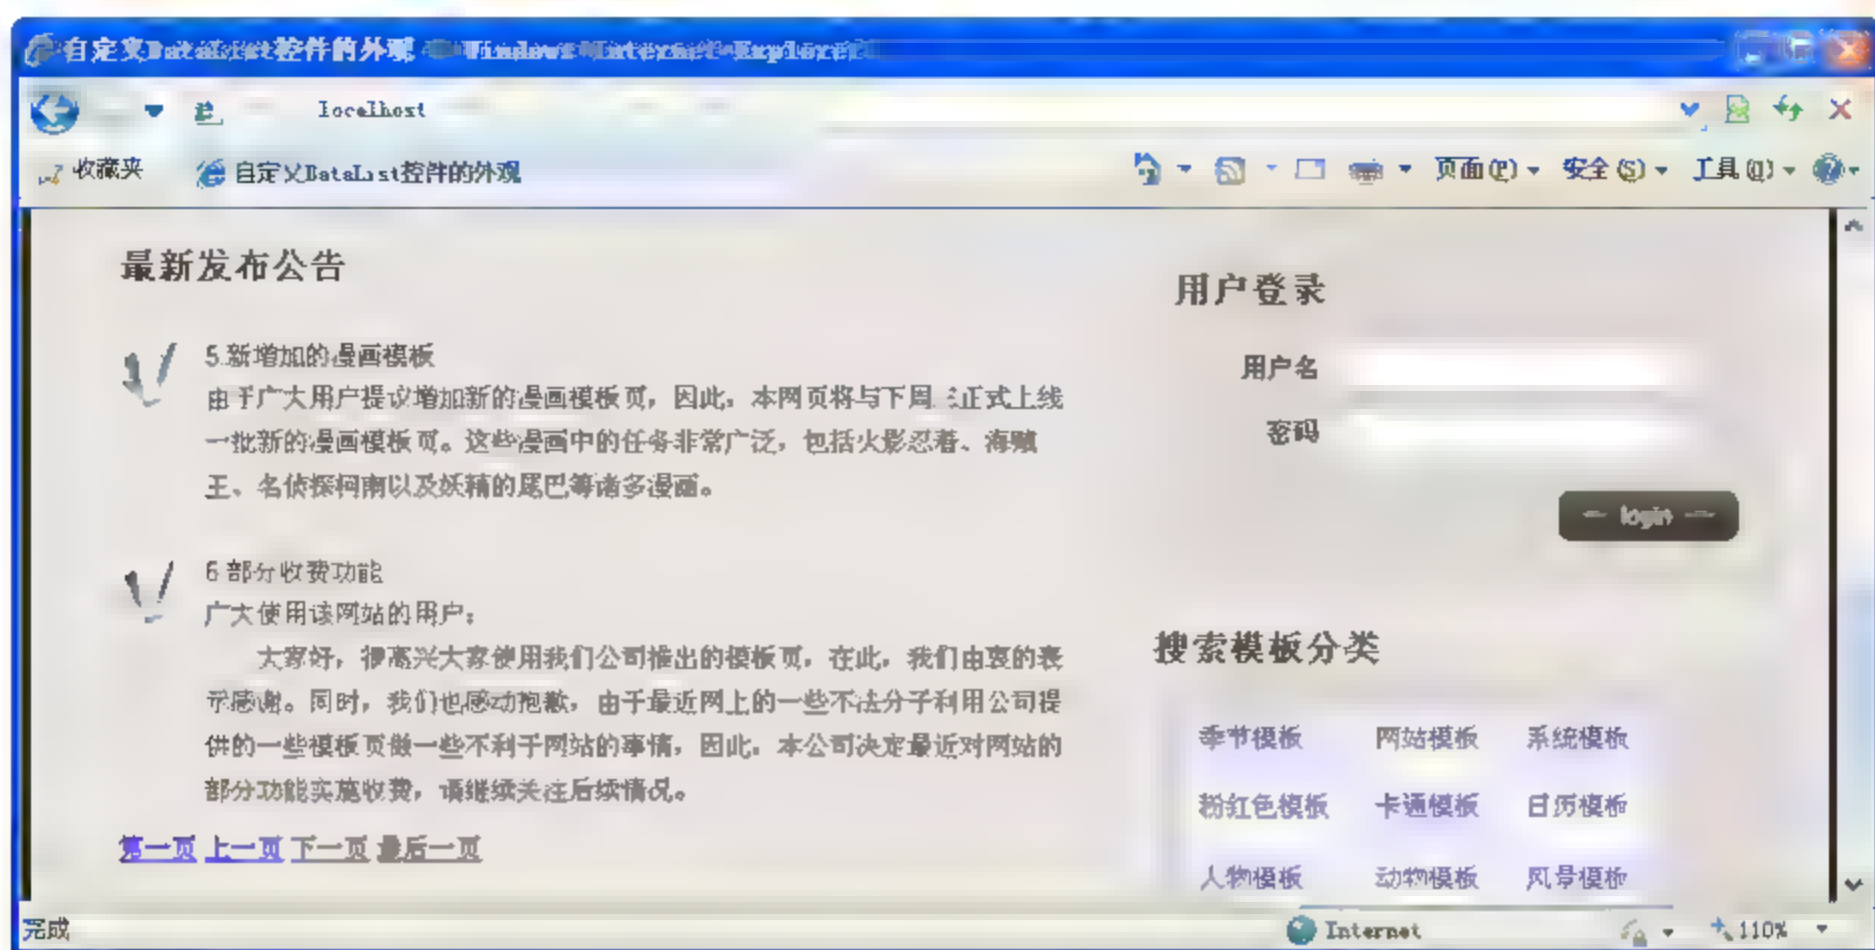 自定义DataList控件的外观 - Windows Internet Explorer
localhost
收藏夹
自定义DataList控件的外观
页面(P)
安全(S)
工具(O)
最新发布公告
5.新增加的漫画模板
由于广大用户提议增加新的漫画模板页，因此，本网页将与下周 正式上线
一批新的漫画模板页。这些漫画中的任务非常广泛，包括火影忍者、海贼
王、名侦探柯南以及妖精的尾巴等诸多漫画。
6.部分收费功能
广大使用该网站的用户：
大家好，很高兴大家使用我们公司推出的模板页，在此，我们由衷的表
示感谢。同时，我们也感动抱歉，由于最近网上的一些不法分子利用公司提
供的一些模板页做一些不利于网站的事情，因此，本公司决定最近对网站的
部分功能实施收费，请继续关注后续情况。
第一页 上一页 下一页 最后一页
用户登录
用户名
密码
login
搜索模板分类
季节模板 网站模板 系统模板
粉红色模板 卡通模板 日历模板
人物模板 动物模板 风景模板
完成
Internet
110%